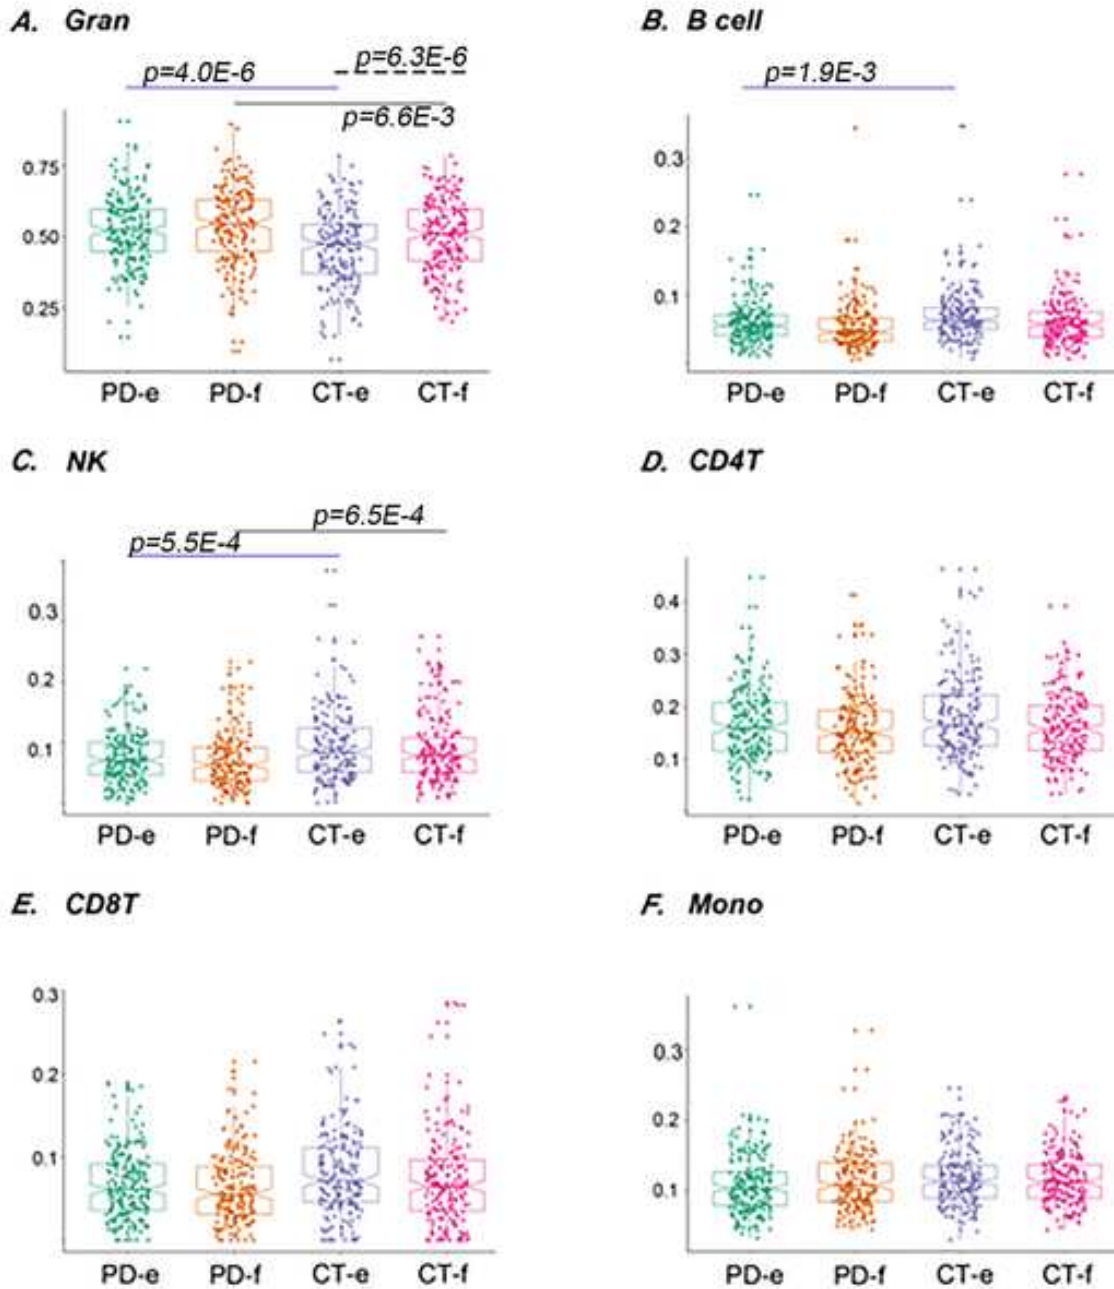 A. Gran
p=4.0E-6
p=6.3E-6
p=6.6E-3
0.75
0.50
0.25
PD-e PD-f CT-e CT-f
B. B cell
p=1.9E-3
0.3
0.2
0.1
PD-e PD-f CT-e CT-f
C. NK
p=6.5E-4
p=5.5E-4
0.3
0.2
0.1
PD-e PD-f CT-e CT-f
D. CD4T
0.4
0.3
0.2
0.1
PD-e PD-f CT-e CT-f
E. CD8T
0.3
0.2
0.1
PD-e PD-f CT-e CT-f
F. Mono
0.3
0.2
0.1
PD-e PD-f CT-e CT-f